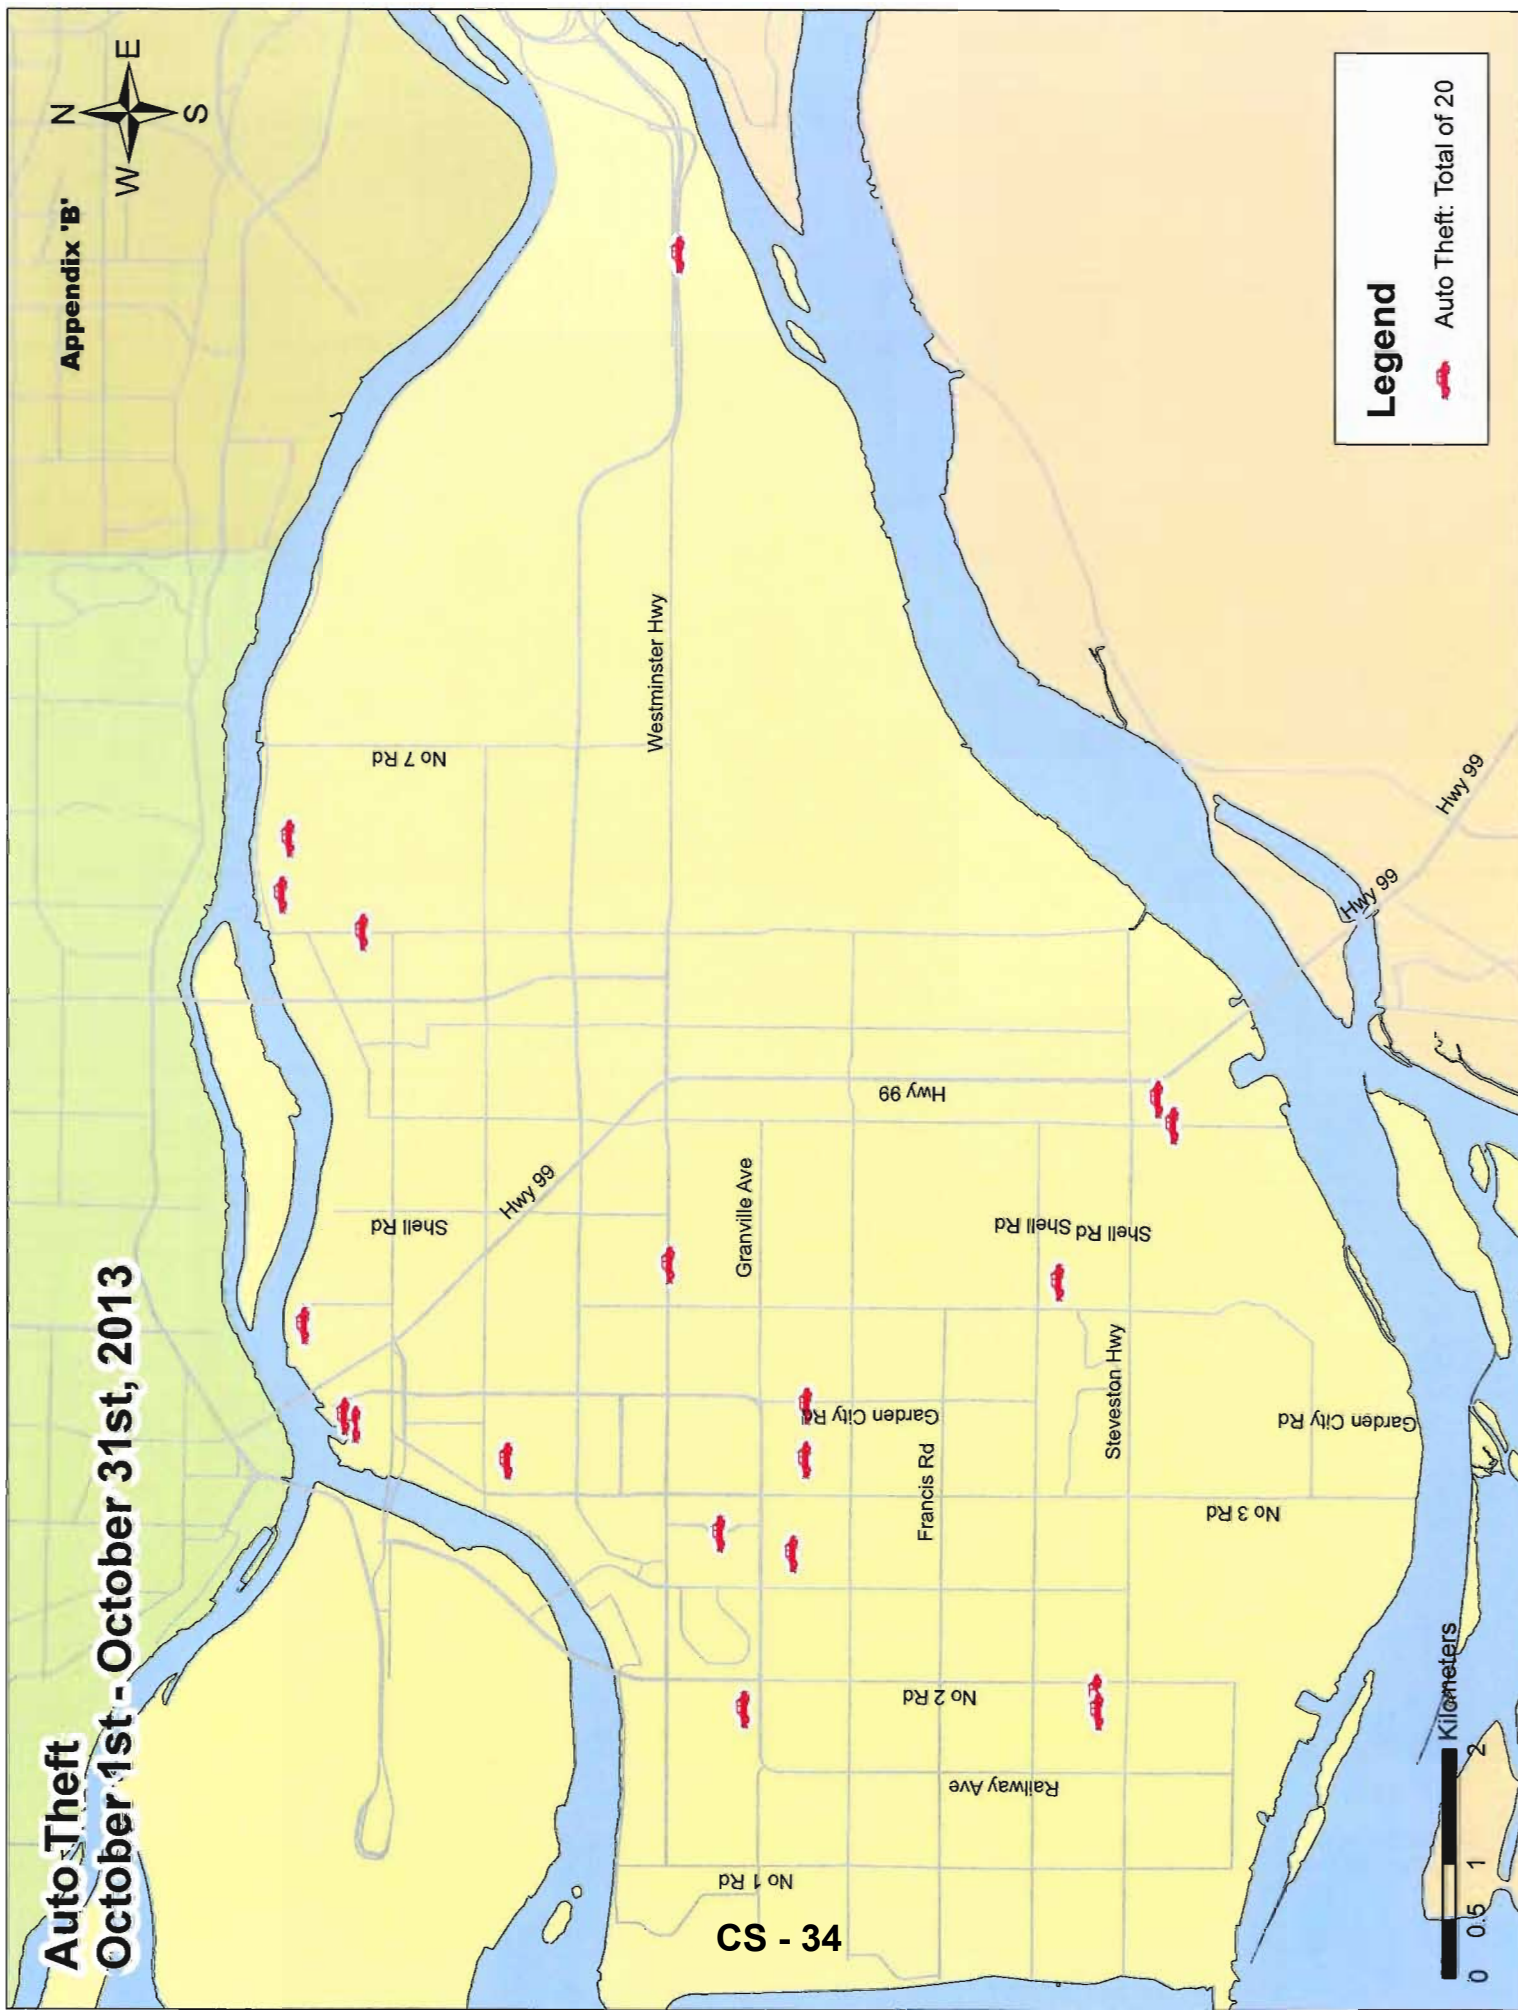 Auto Theft
October 1st - October 31st, 2013
Appendix 'B'
N
W
E
S
No 7 Rd
Westminster Hwy
Shell Rd
Hwy 99
Hwy 99
Granville Ave
Shell Rd
Shell Rd
Garden City Rd
Steveston Hwy
Garden City Rd
Francis Rd
No 3 Rd
No 2 Rd
Railway Ave
No 1 Rd
Hwy 99
Hwy 99
Legend
Auto Theft: Total of 20
Kilometers
0 0.5 1 2
CS - 34